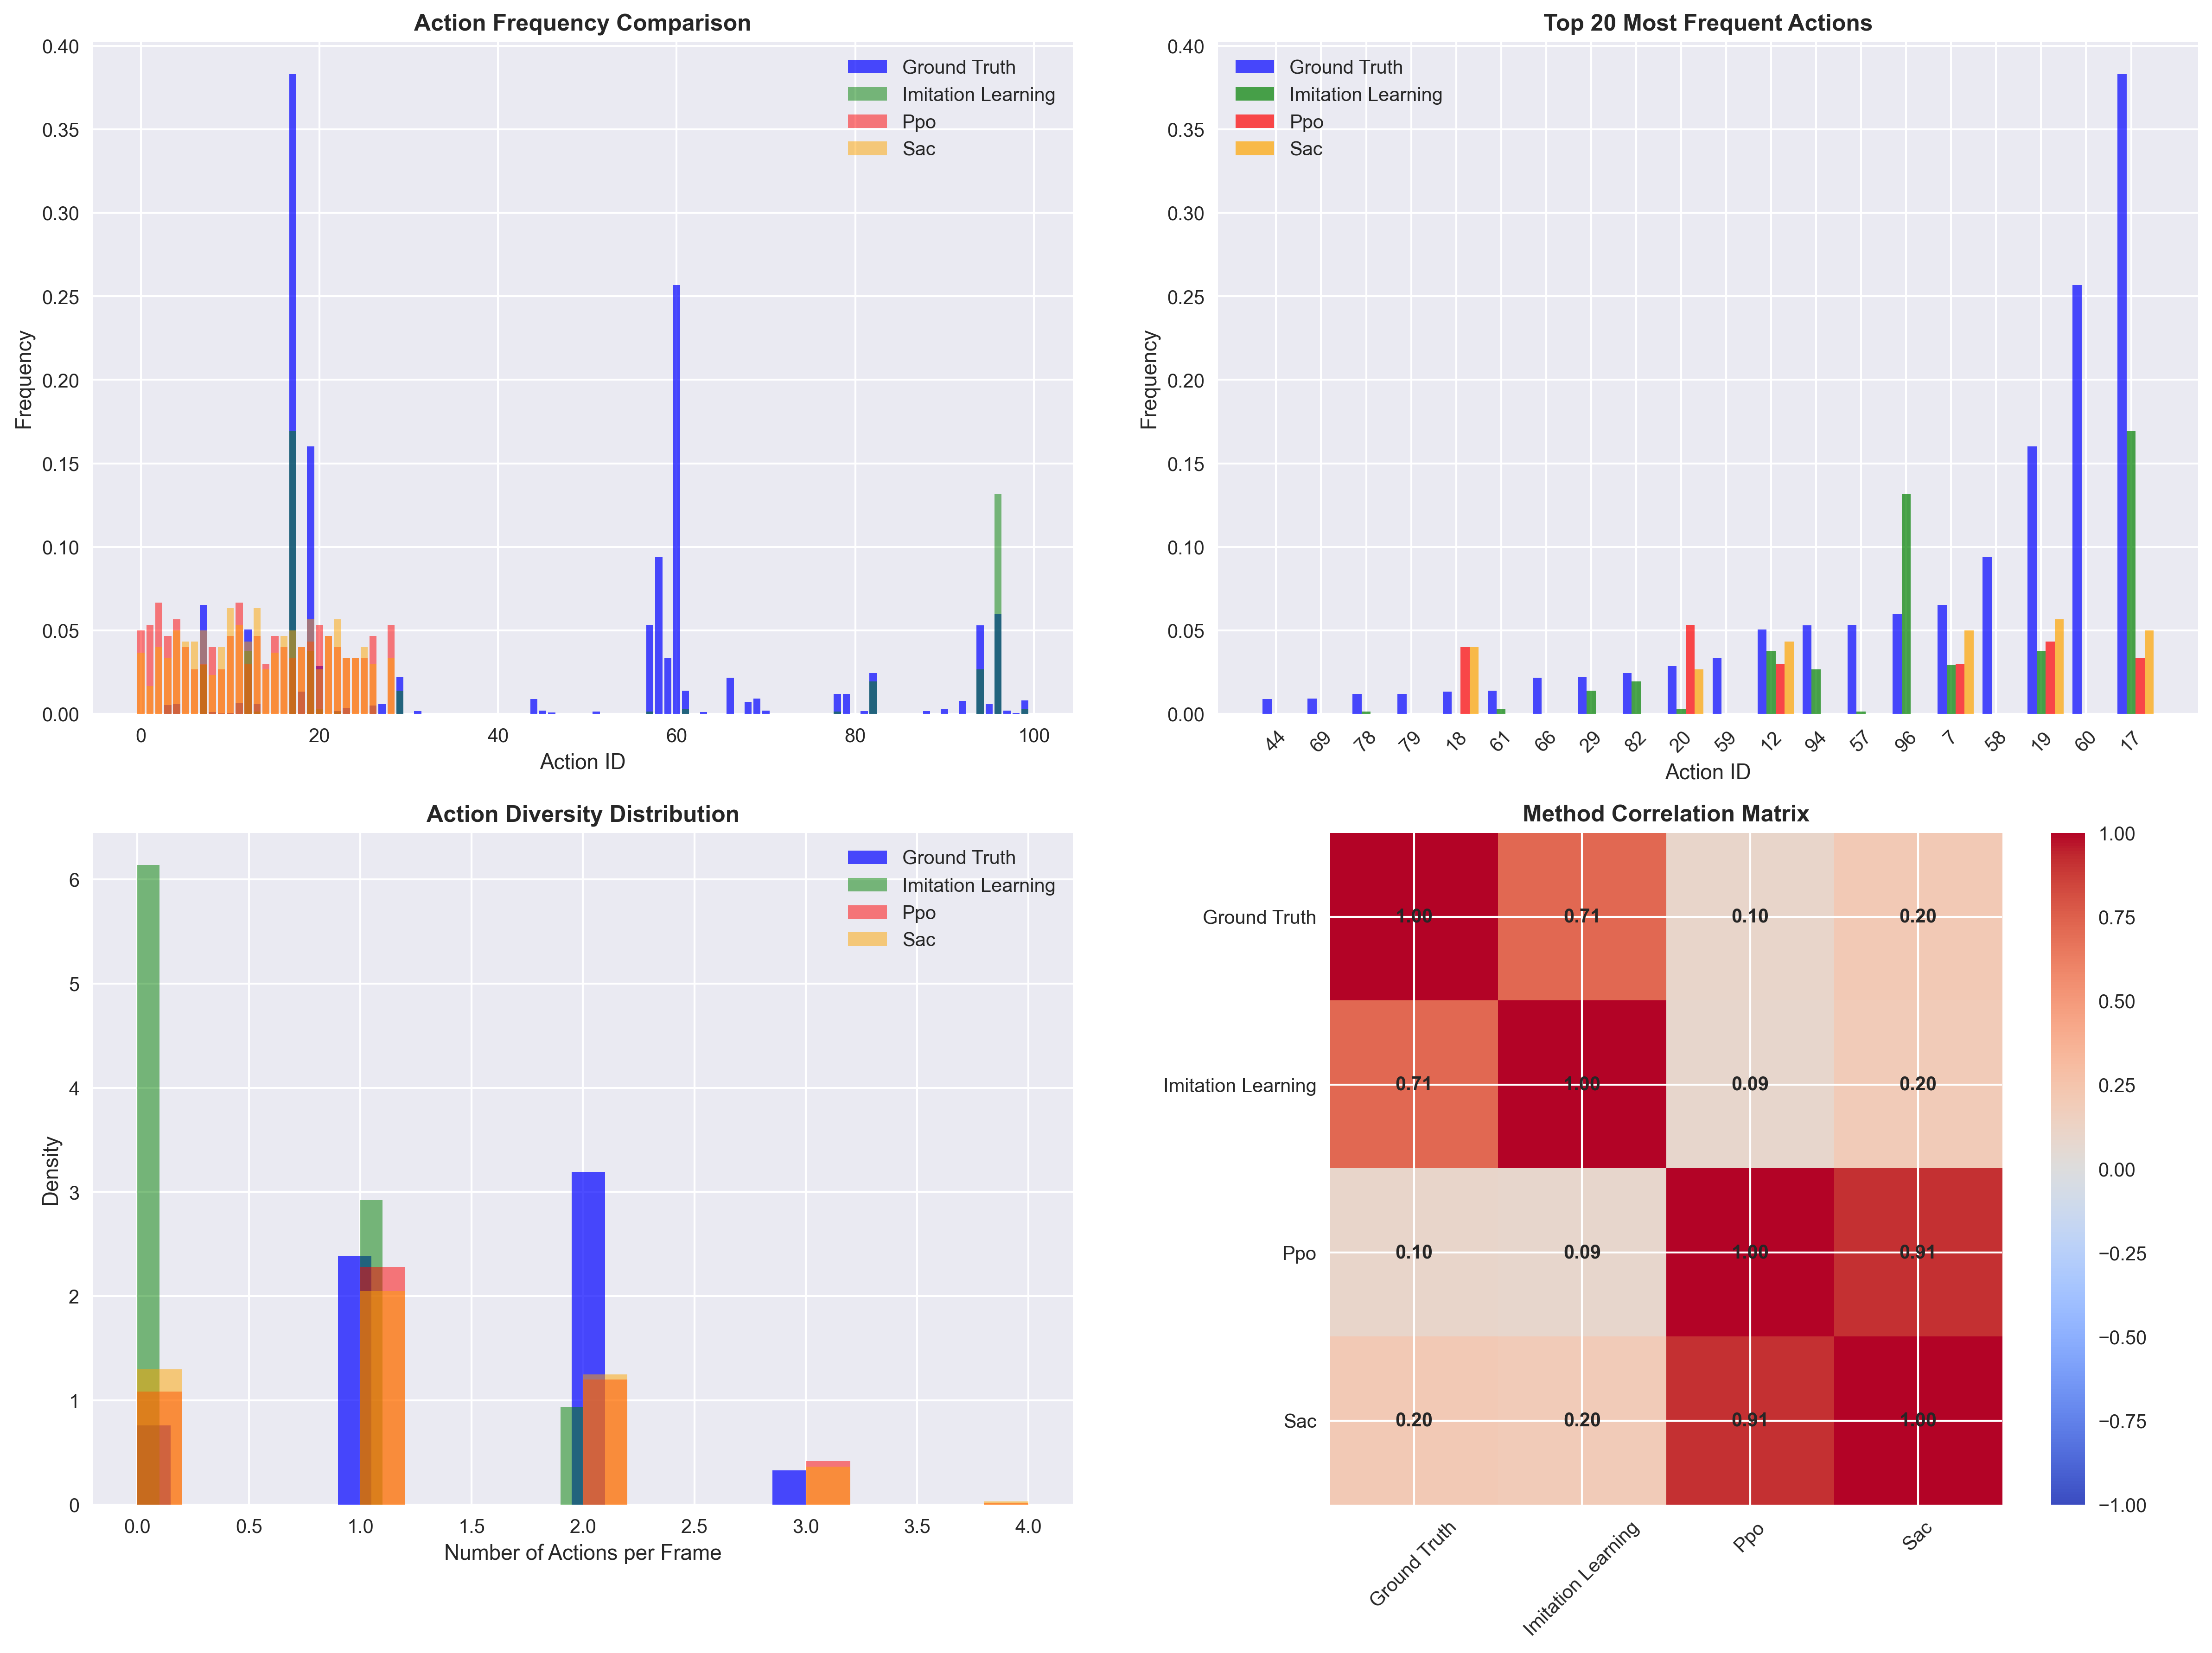 Action Frequency Comparison
0.40
0.35
0.30
0.25
0.20
0.15
0.10
0.05
0.00
Frequency
0 20 40 60 80 100
Action ID
Ground Truth
Imitation Learning
Ppo
Sac
Top 20 Most Frequent Actions
0.40
0.35
0.30
0.25
0.20
0.15
0.10
0.05
0.00
Frequency
44 69 78 79 18 61 66 29 82 20 59 12 94 57 96 7 58 19 60 17
Action ID
Ground Truth
Imitation Learning
Ppo
Sac
Action Diversity Distribution
6
5
4
3
2
1
0
Density
0.0 0.5 1.0 1.5 2.0 2.5 3.0 3.5 4.0
Number of Actions per Frame
Ground Truth
Imitation Learning
Ppo
Sac
Method Correlation Matrix
Ground Truth 1.00 0.71 0.10 0.20
Imitation Learning 0.71 1.00 0.09 0.20
Ppo 0.10 0.09 1.00 0.91
Sac 0.20 0.20 0.91 1.00
Ground Truth Imitation Learning Ppo Sac
1.00
0.75
0.50
0.25
0.00
−0.25
−0.50
−0.75
−1.00